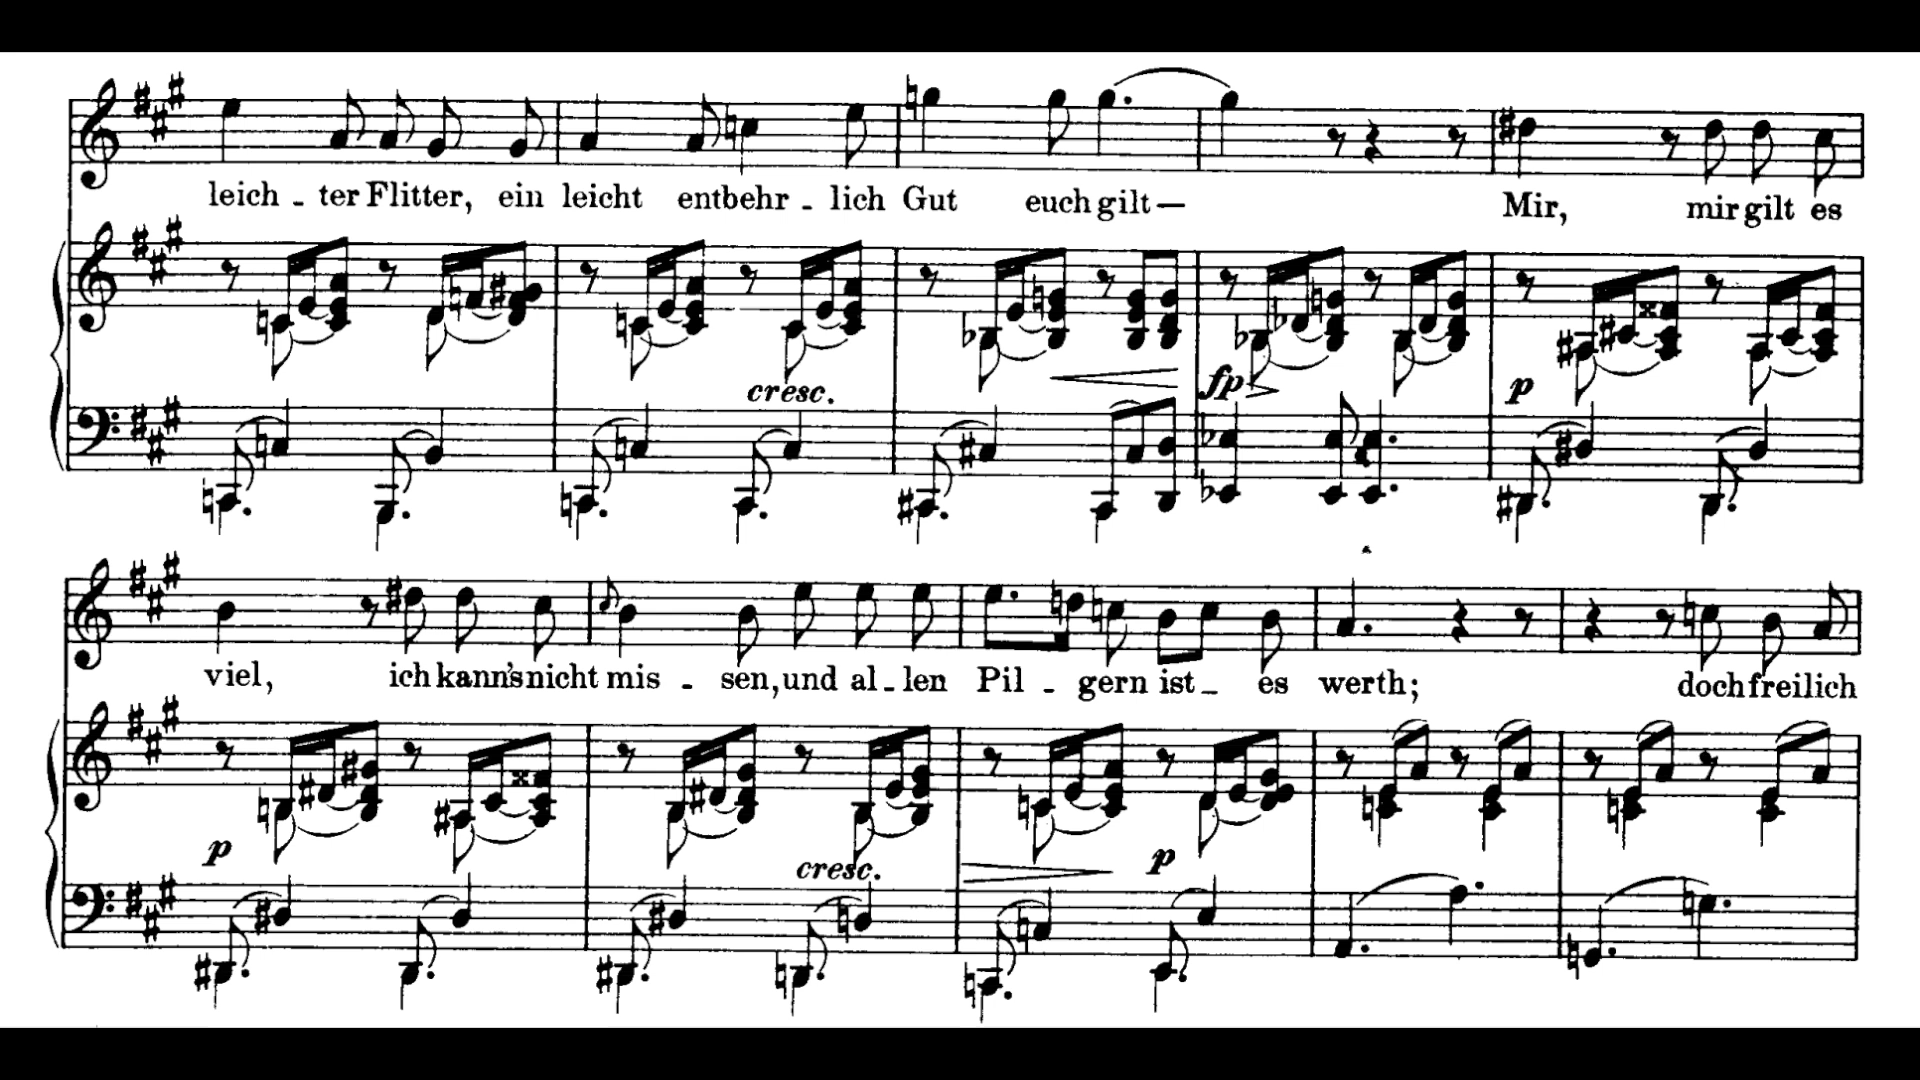 leich - ter Flitter, ein leicht entbehr - lich Gut euch gilt — Mir, mir gilt es
cresc.
fp p
viel, ich kann's nicht mis - sen, und al - len Pil - gern ist - es werth; doch freilich
p cresc. p